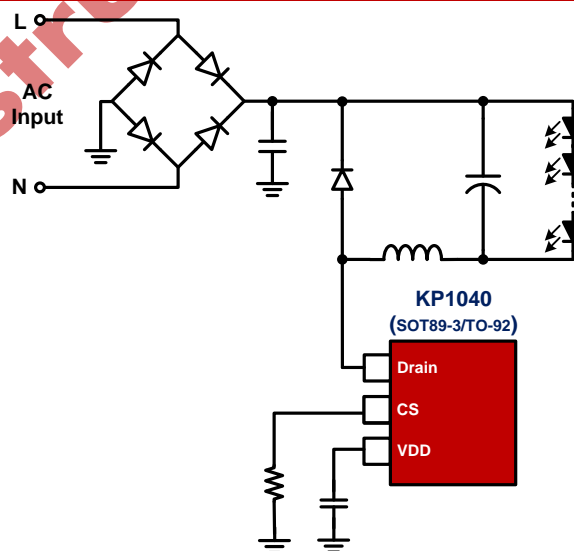 L
AC
Input
N
KP1040
(SOT89-3/TO-92)
Drain
CS
VDD